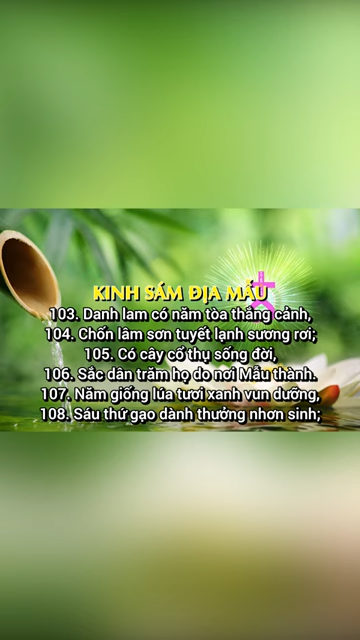 KINH SÁM ĐỊA MẪU
103. Danh lam có năm tòa thắng cảnh,
104. Chốn lâm sơn tuyết lạnh sương rơi;
105. Có cây cổ thụ sống đời,
106. Sắc dân trăm họ do nơi Mẫu thành.
107. Năm giống lúa tươi xanh vun dưỡng,
108. Sáu thứ gạo dành thưởng nhơn sinh;